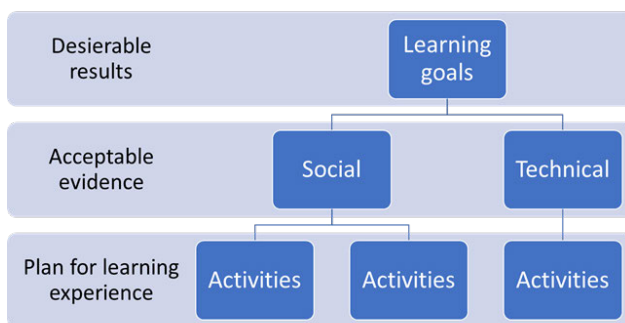 Desierable
results
Learning
goals
Acceptable
evidence
Social
Technical
Plan for learning
experience
Activities
Activities
Activities